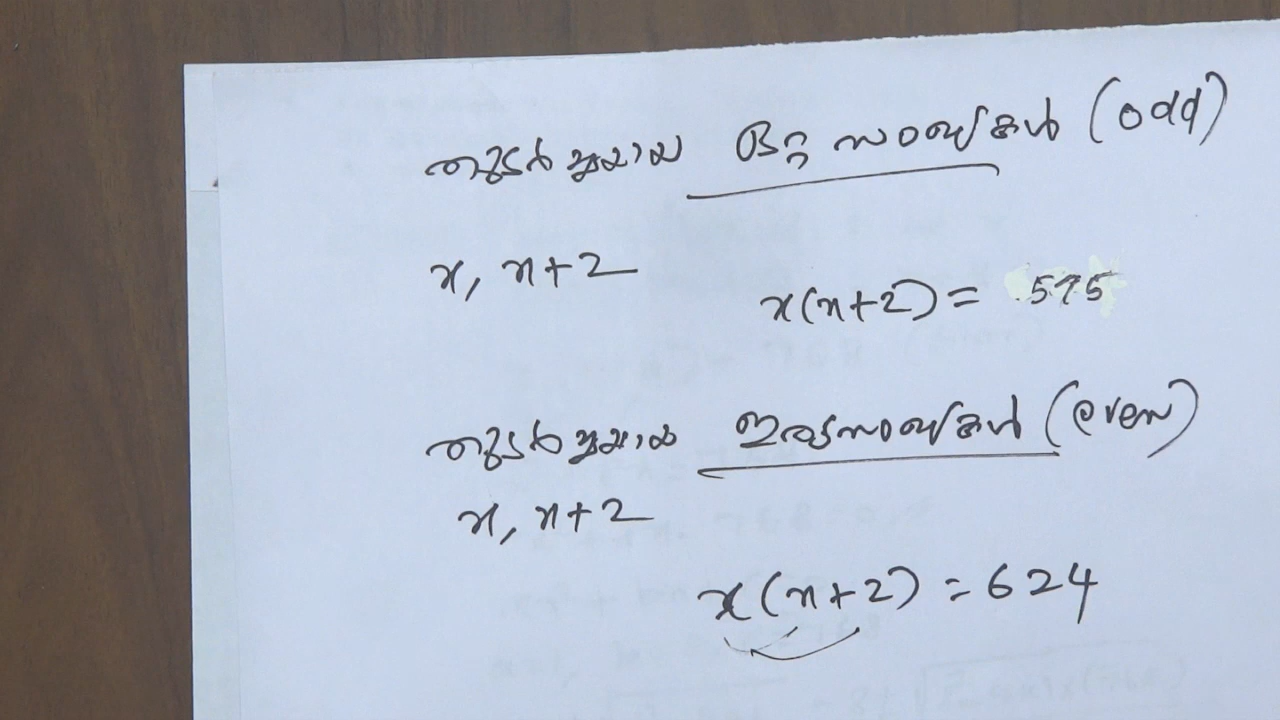 തുടർച്ചയായ ഒറ്റ സംഖ്യകൾ (odd)
x, x+2
x(x+2) = 575
തുടർച്ചയായ ഇരട്ടസംഖ്യകൾ (even)
x, x+2
x(x+2) = 624